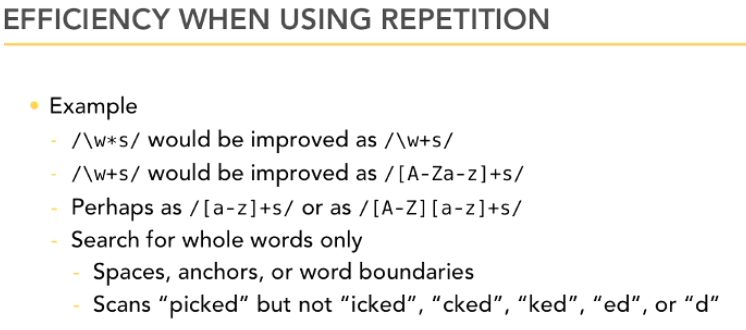 EFFICIENCY WHEN USING REPETITION
• Example
- /\w*s/ would be improved as /\w+s/
- /\w+s/ would be improved as /[A-Za-z]+s/
- Perhaps as /[a-z]+s/ or as /[A-Z][a-z]+s/
- Search for whole words only
- Spaces, anchors, or word boundaries
- Scans “picked” but not “icked”, “cked”, “ked”, “ed”, or “d”